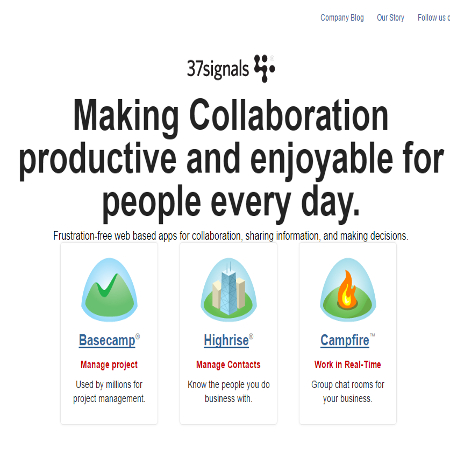 Company Blog Our Story Follow us
37signals
Making Collaboration
productive and enjoyable for
people every day.
Frustration-free web based apps for collaboration, sharing information, and making decisions.
Basecamp® Highrise® Campfire™
Manage project Manage Contacts Work in Real-Time
Used by millions for
project management.
Know the people you do
business with.
Group chat rooms for
your business.